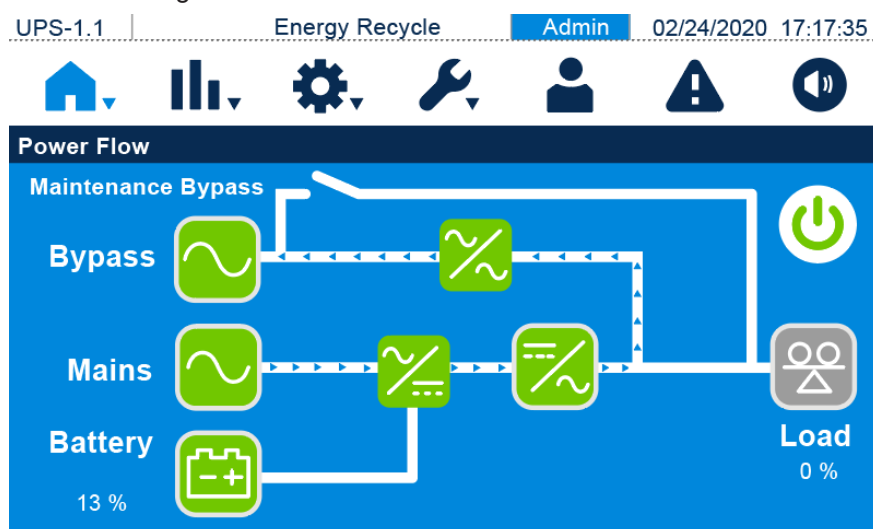 UPS-1.1 Energy Recycle Admin 02/24/2020 17:17:35
Power Flow
Maintenance Bypass
Bypass
Mains
Battery
13 %
Load
0 %